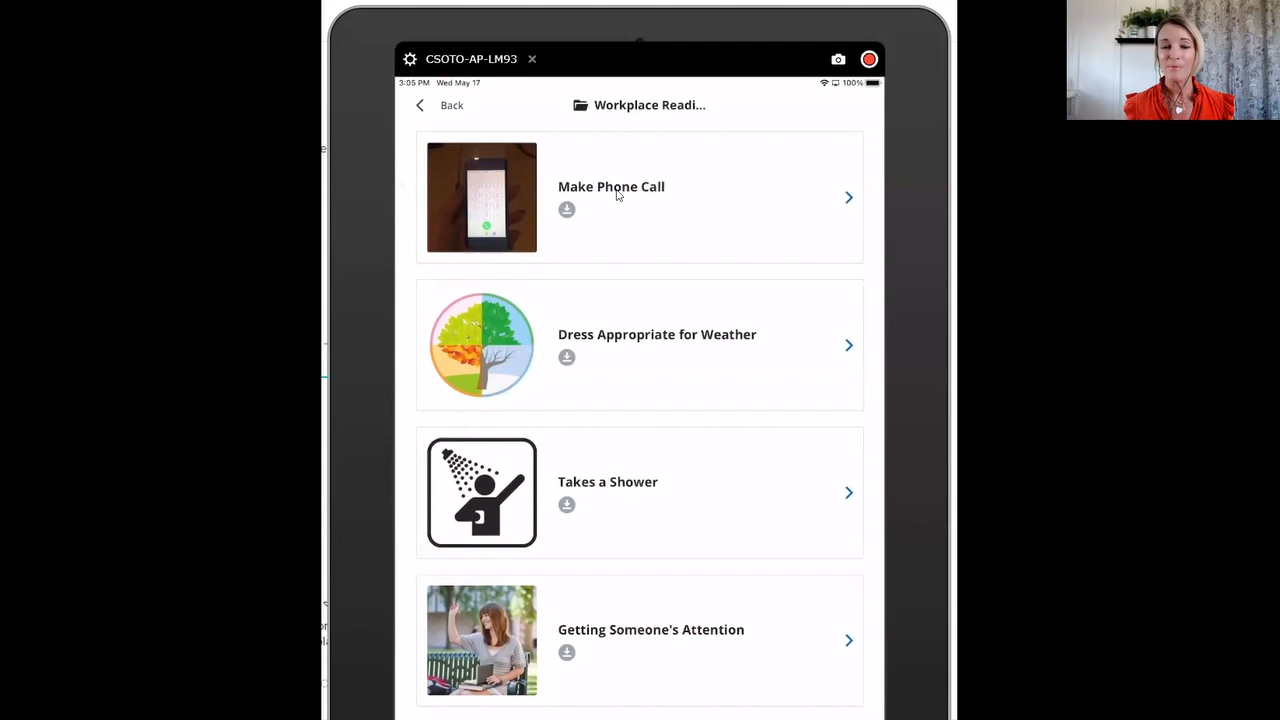 CSOTO-AP-LM93
3:05 PM Wed May 17
100%
Back
Workplace Readi...
Make Phone Call
Dress Appropriate for Weather
Takes a Shower
Getting Someone's Attention